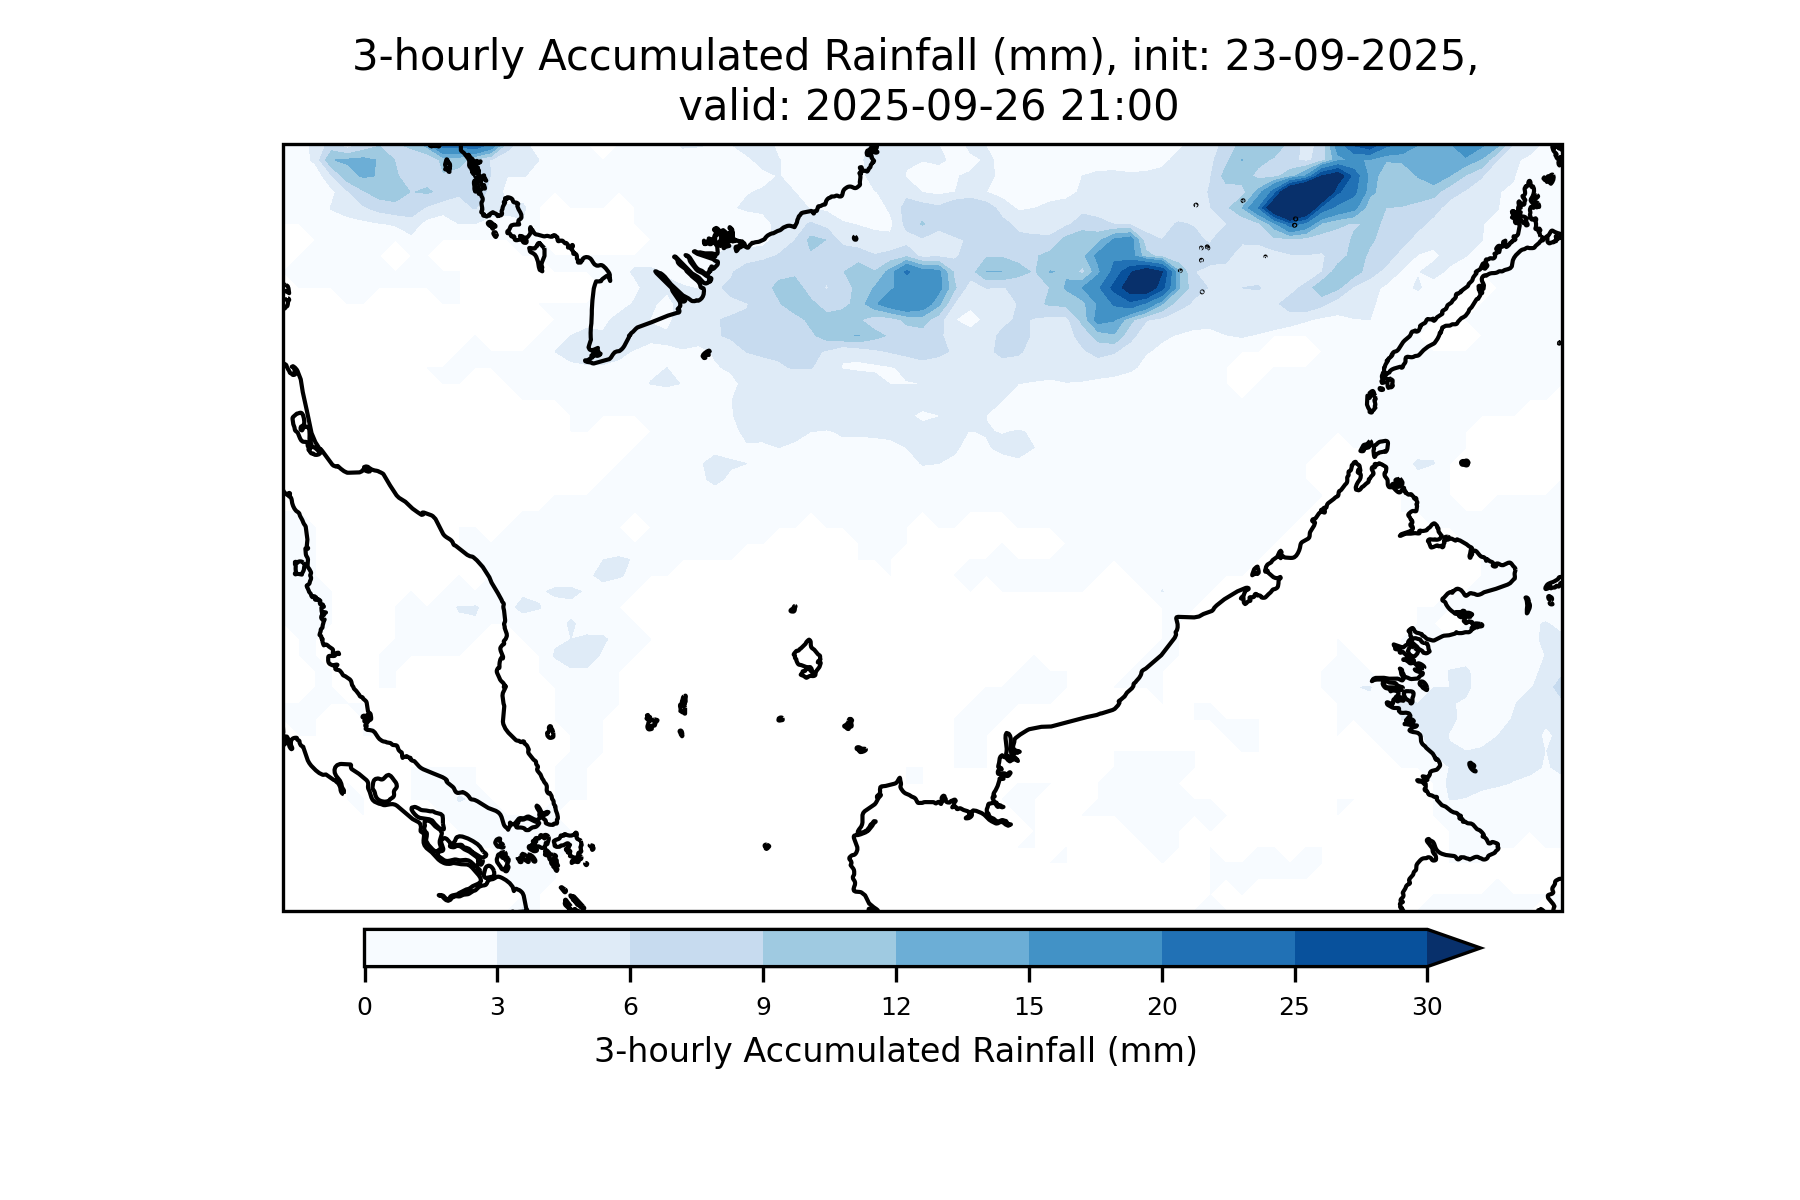 3-hourly Accumulated Rainfall (mm), init: 23-09-2025,
valid: 2025-09-26 21:00
0 3 6 9 12 15 20 25 30
3-hourly Accumulated Rainfall (mm)